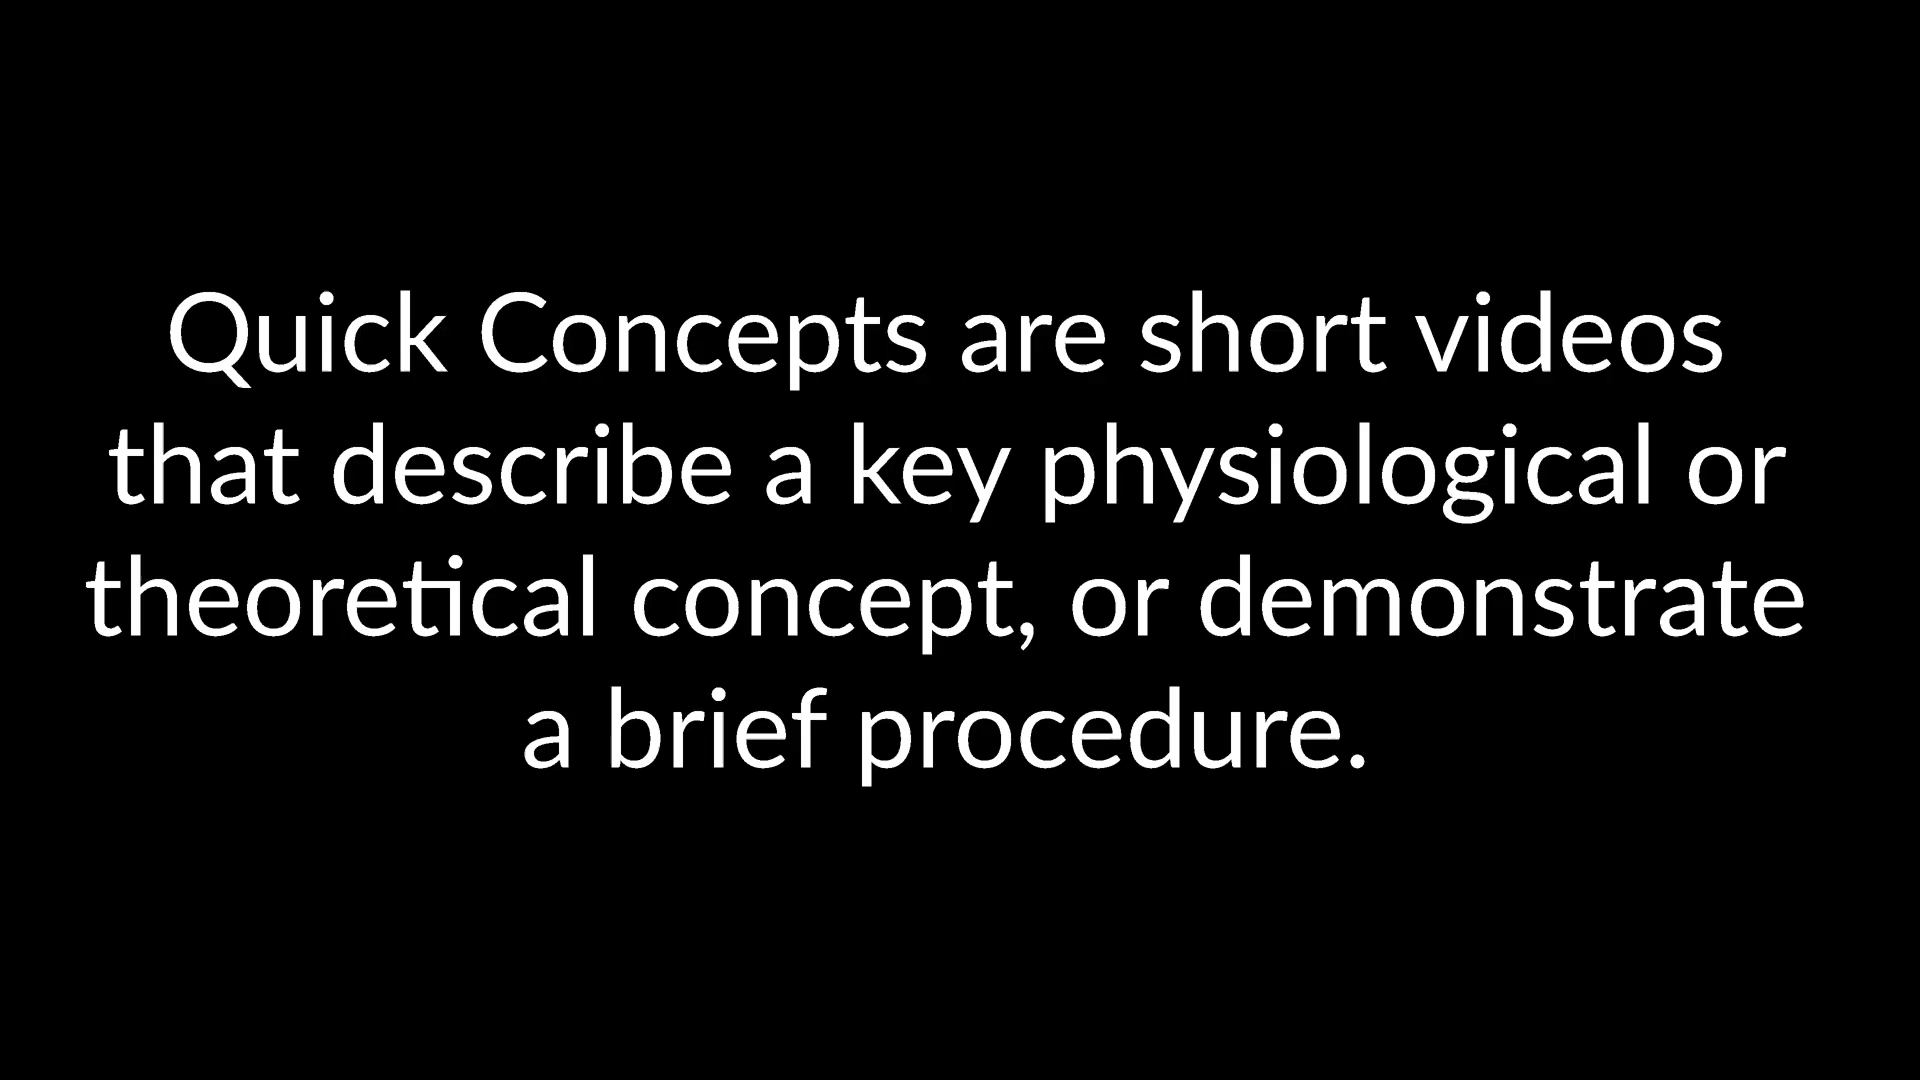 Quick Concepts are short videos
that describe a key physiological or
theoretical concept, or demonstrate
a brief procedure.